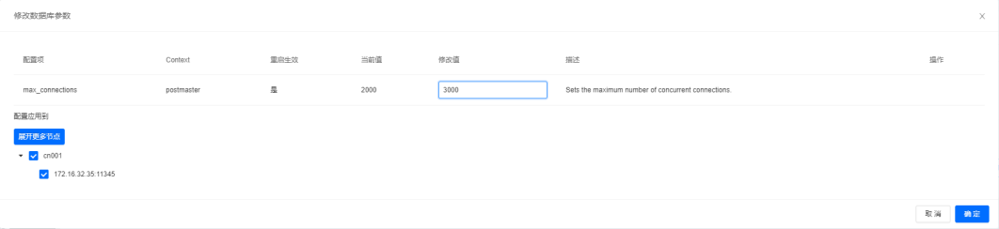 修改数据库参数
配置项 Context 重启生效 当前值 修改值 描述 操作
max_connections postmaster 是 2000 3000 Sets the maximum number of concurrent connections.
配置应用到
展开更多节点
cn001
172.16.32.35:11345
取消 确定